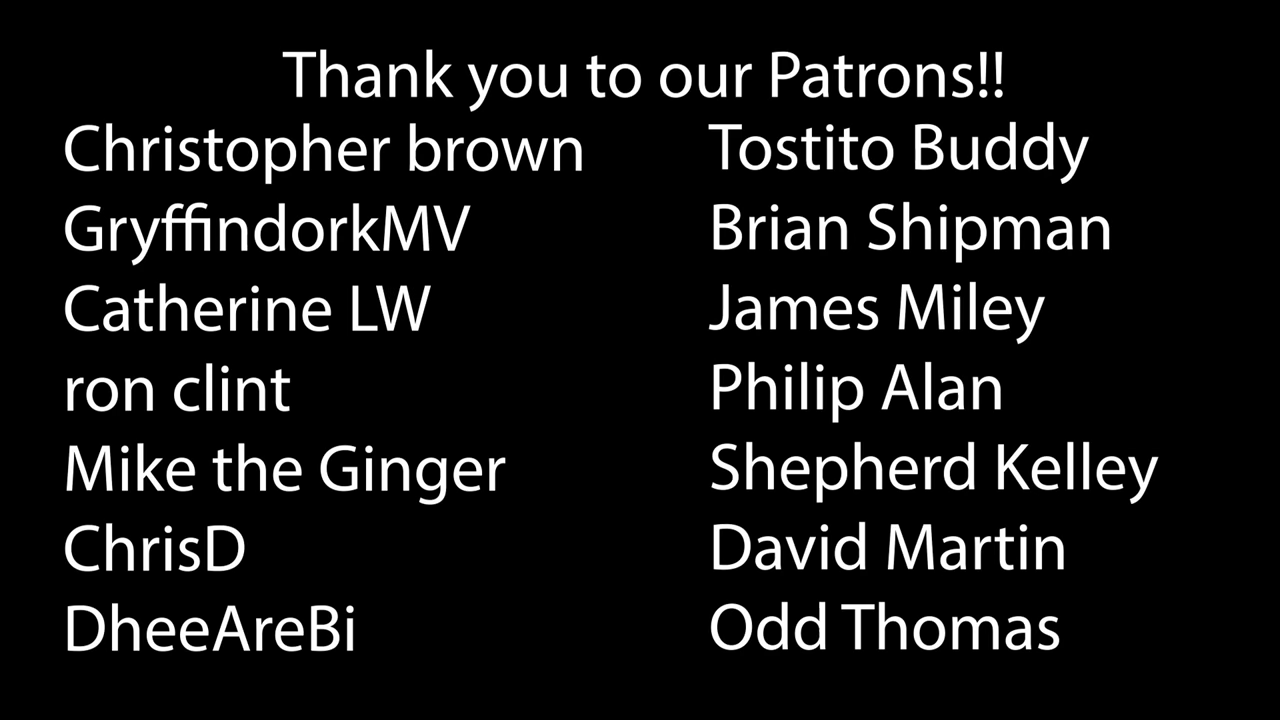 Thank you to our Patrons!!
Christopher brown
GryffindorkMV
Catherine LW
ron clint
Mike the Ginger
ChrisD
DheeAreBi
Tostito Buddy
Brian Shipman
James Miley
Philip Alan
Shepherd Kelley
David Martin
Odd Thomas